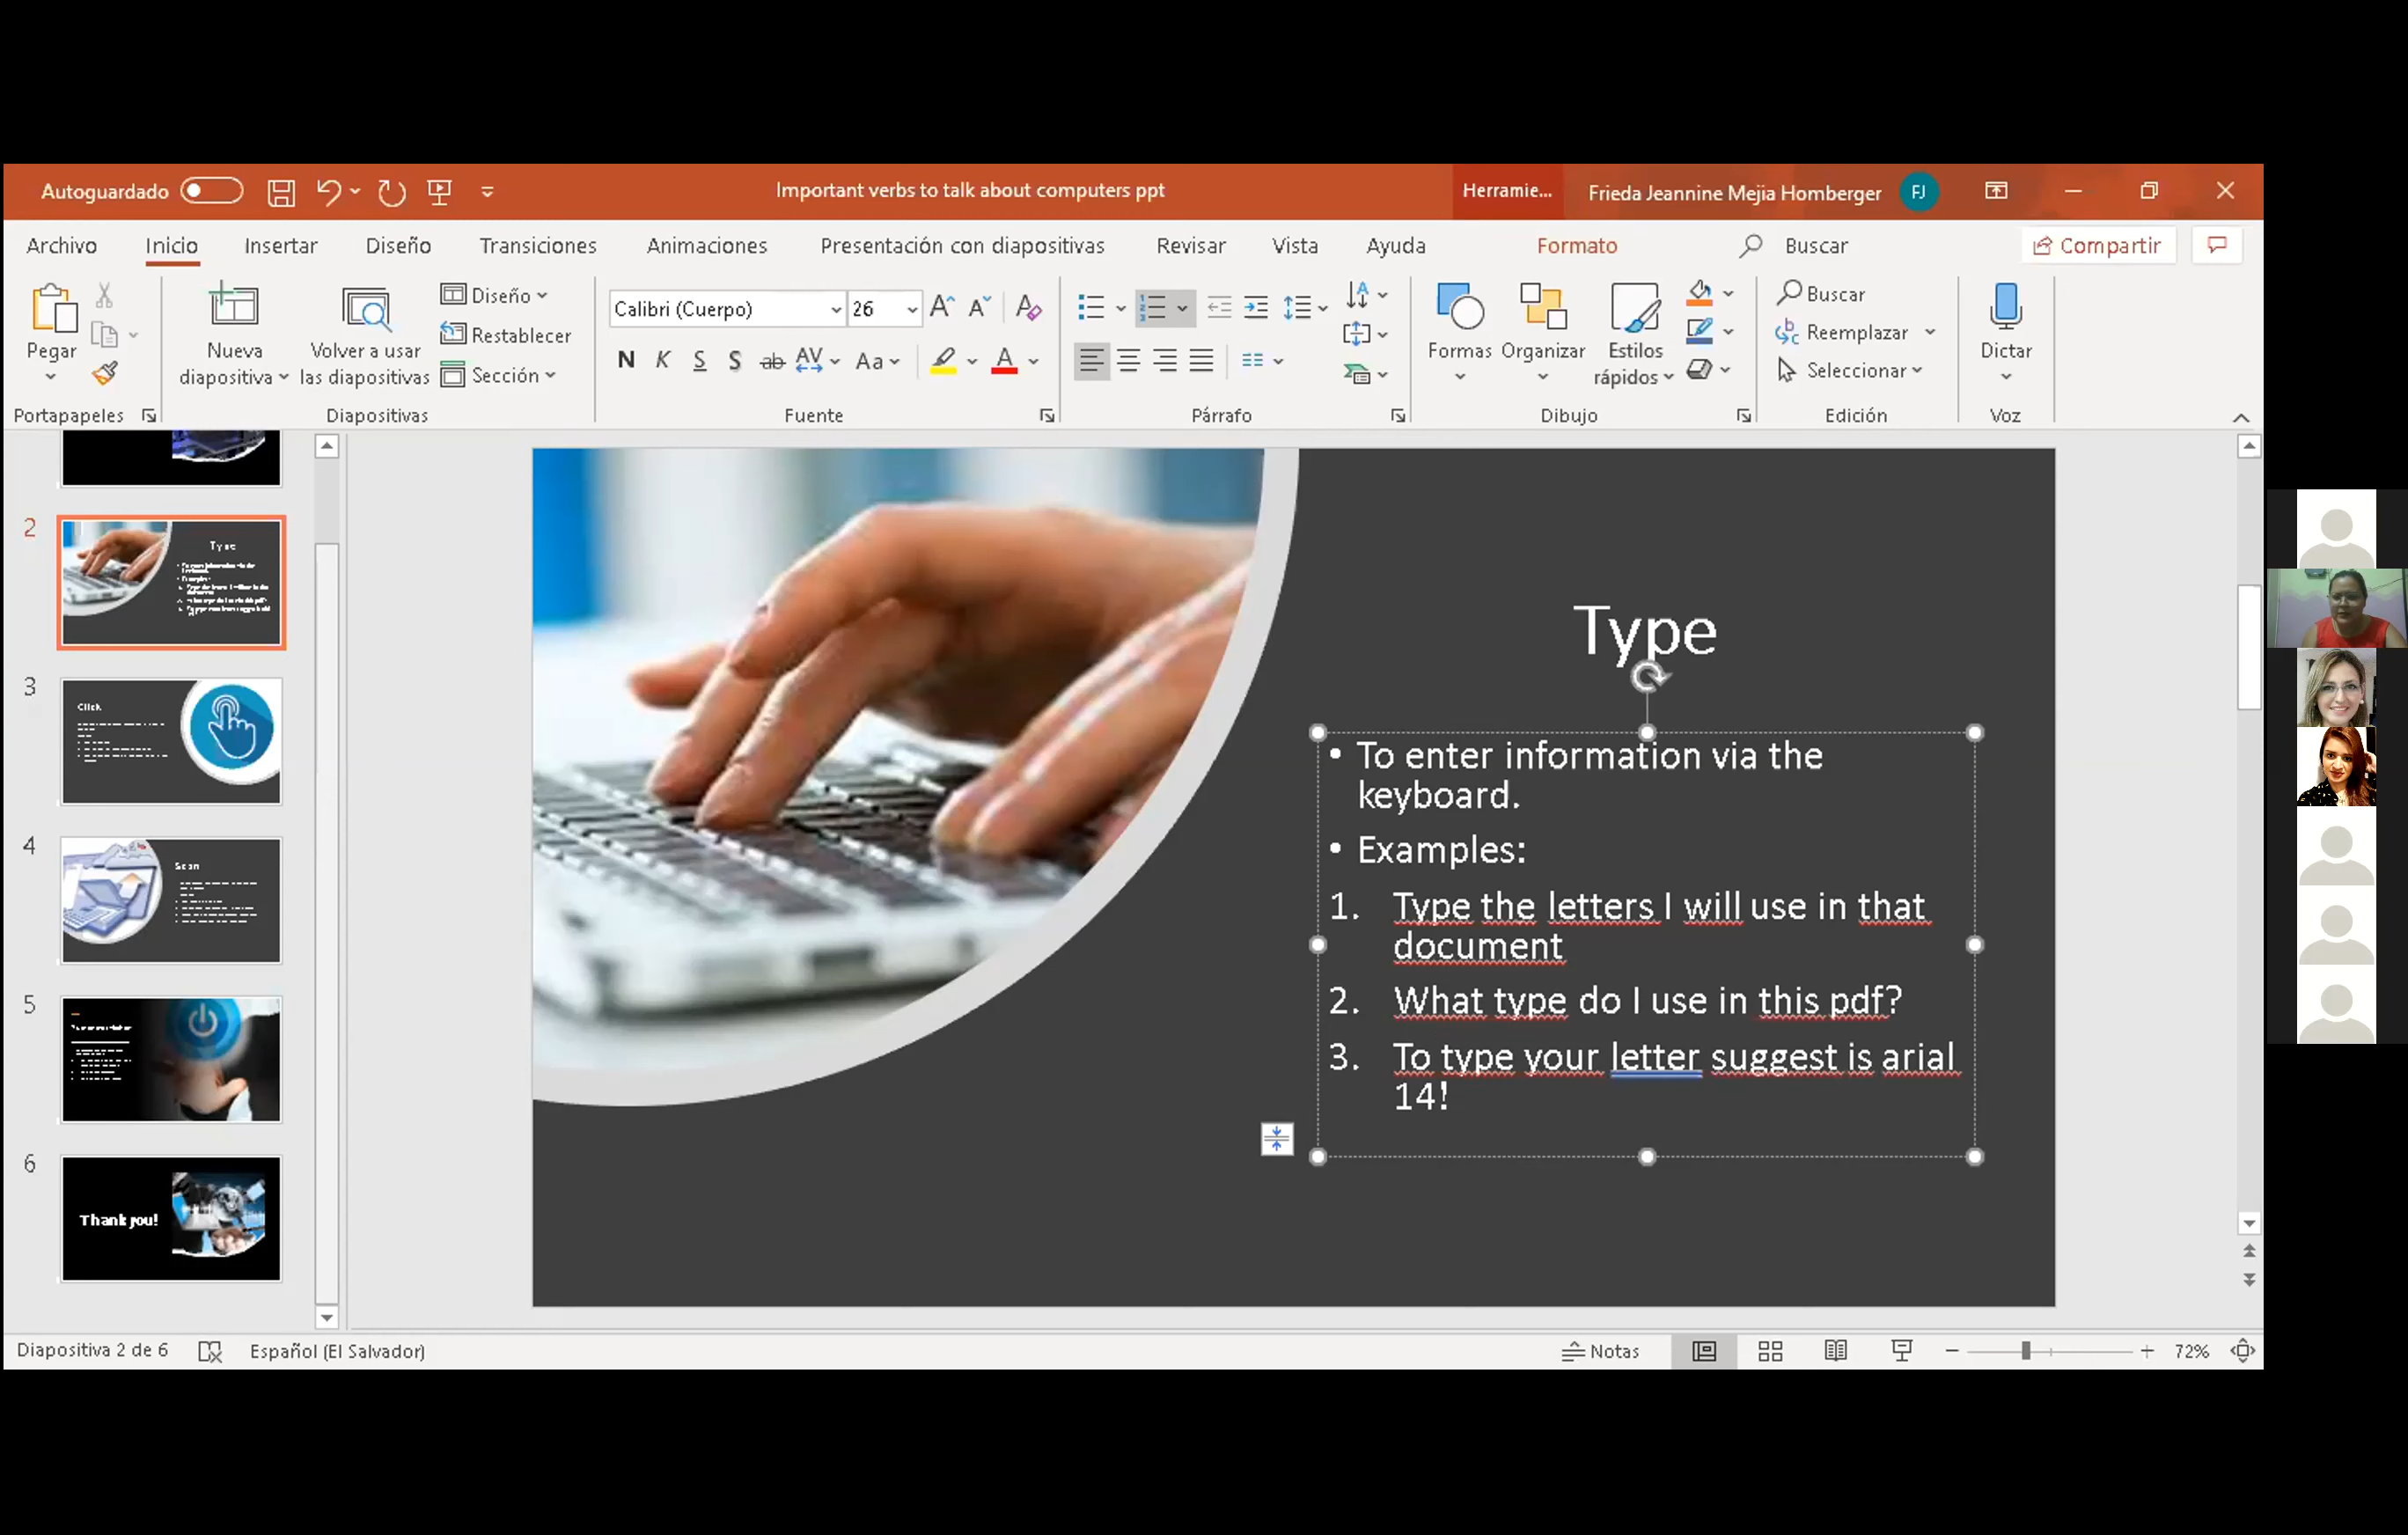 Autoguardado
Important verbs to talk about computers ppt
Herramie...
Frieda Jeannine Mejia Homberger
FJ
Archivo
Inicio
Insertar
Diseño
Transiciones
Animaciones
Presentación con diapositivas
Revisar
Vista
Ayuda
Formato
Buscar
Compartir
Pegar
Portapapeles
Nueva
diapositiva
Volver a usar
las diapositivas
Diseño
Restablecer
Sección
Diapositivas
Calibri (Cuerpo)
26
N K S S ab AV Aa A
Fuente
Párrafo
Formas
Organizar
Estilos
rápidos
Dibujo
Buscar
Reemplazar
Seleccionar
Edición
Dictar
Voz
2
Type
3
Click
4
Scan
5
6
Thank you!
Type
• To enter information via the
keyboard.
• Examples:
1. Type the letters I will use in that
document
2. What type do I use in this pdf?
3. To type your letter suggest is arial
14!
Diapositiva 2 de 6
Español (El Salvador)
Notas
72%